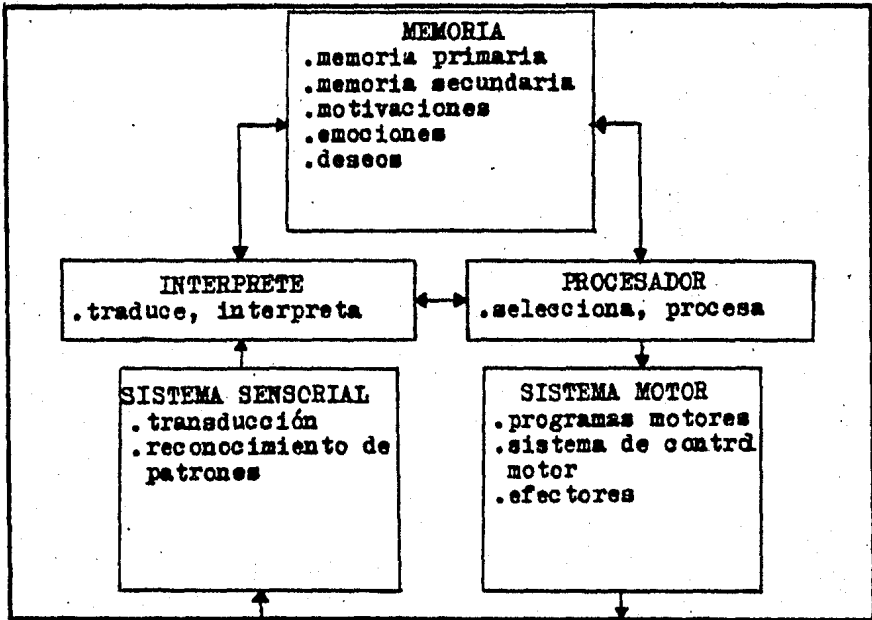 MEMORIA
.memoria primaria
.memoria secundaria
.motivaciones
.emociones
.deseos
INTERPRETE
.traduce, interpreta
PROCESADOR
.selecciona, procesa
SISTEMA SENSORIAL
.transducción
.reconocimiento de
patrones
SISTEMA MOTOR
.programas motores
.sistema de control
motor
.efectores